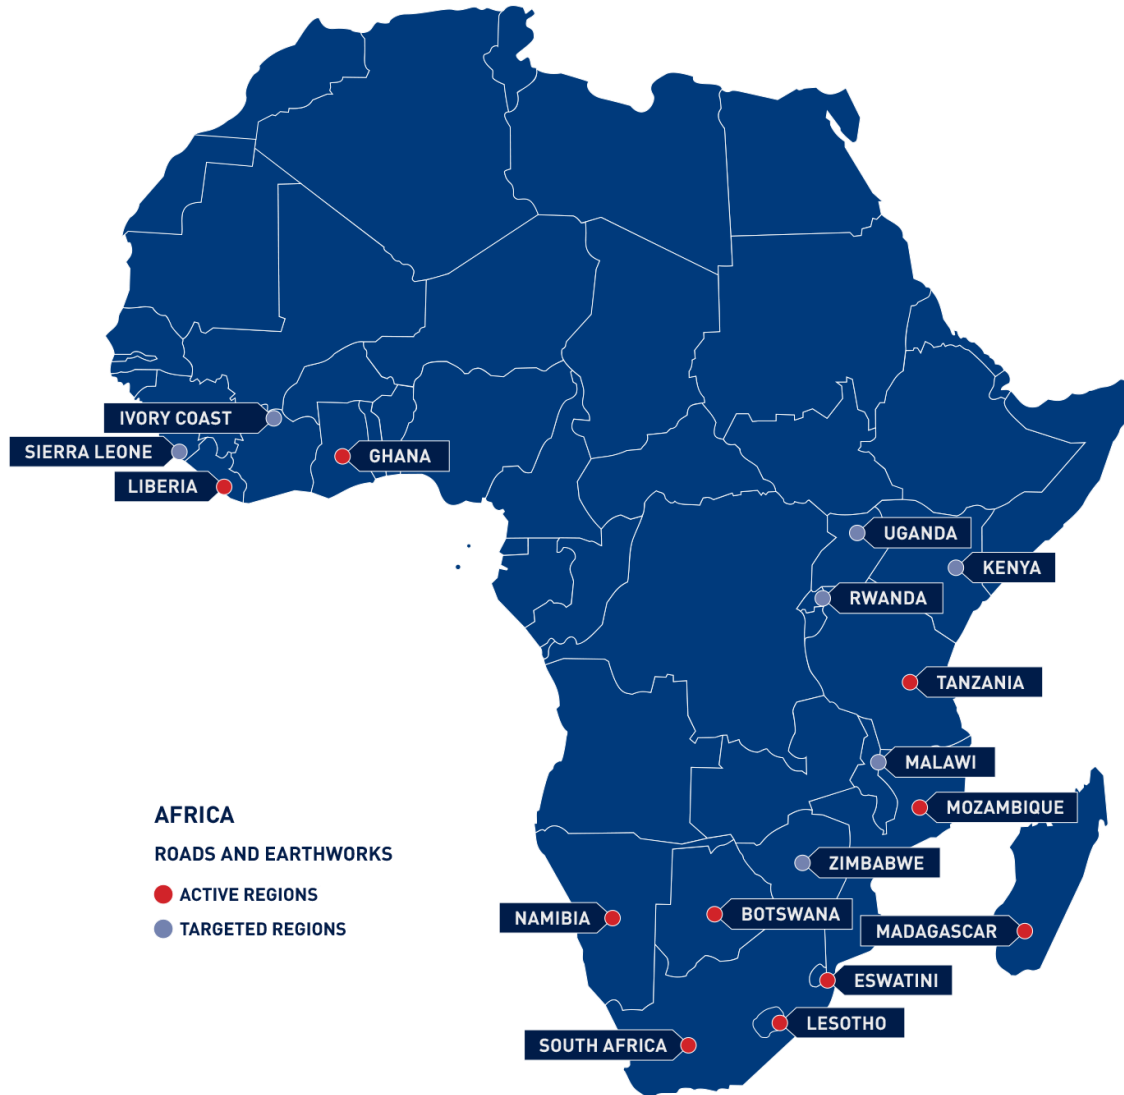 IVORY COAST
SIERRA LEONE
GHANA
LIBERIA
UGANDA
KENYA
RWANDA
TANZANIA
MALAWI
MOZAMBIQUE
AFRICA
ROADS AND EARTHWORKS
ACTIVE REGIONS
TARGETED REGIONS
ZIMBABWE
NAMIBIA
BOTSWANA
MADAGASCAR
ESWATINI
LESOTHO
SOUTH AFRICA